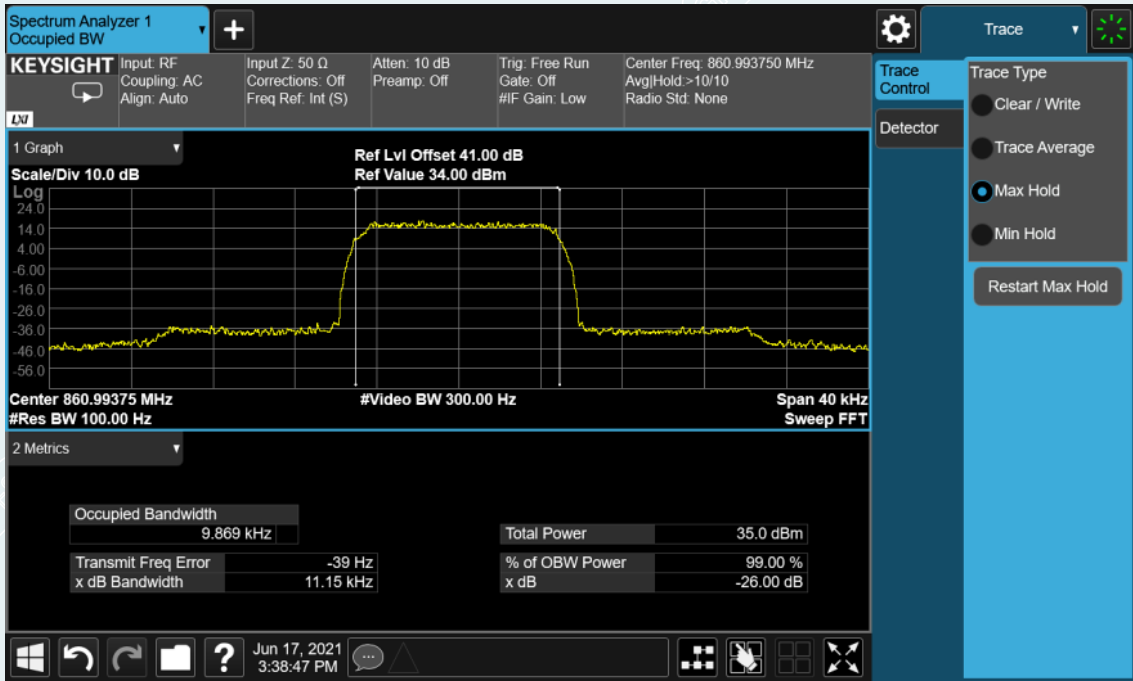 Spectrum Analyzer 1
Occupied BW
+
Trace
KEYSIGHT
Input: RF
Coupling: AC
Align: Auto
Input Z: 50 Ω
Corrections: Off
Freq Ref: Int (S)
Atten: 10 dB
Preamp: Off
Trig: Free Run
Gate: Off
#IF Gain: Low
Center Freq: 860.993750 MHz
Avg|Hold:>10/10
Radio Std: None
LXI
Trace Control
Detector
Trace Type
Clear / Write
Trace Average
Max Hold
Min Hold
Restart Max Hold
1 Graph
Scale/Div 10.0 dB
Ref Lvl Offset 41.00 dB
Ref Value 34.00 dBm
Log
24.0
14.0
4.00
-6.00
-16.0
-26.0
-36.0
-46.0
-56.0
Center 860.99375 MHz
#Video BW 300.00 Hz
Span 40 kHz
#Res BW 100.00 Hz
Sweep FFT
2 Metrics
Occupied Bandwidth
9.869 kHz
Total Power 35.0 dBm
Transmit Freq Error -39 Hz
% of OBW Power 99.00 %
x dB Bandwidth 11.15 kHz
x dB -26.00 dB
?
Jun 17, 2021
3:38:47 PM